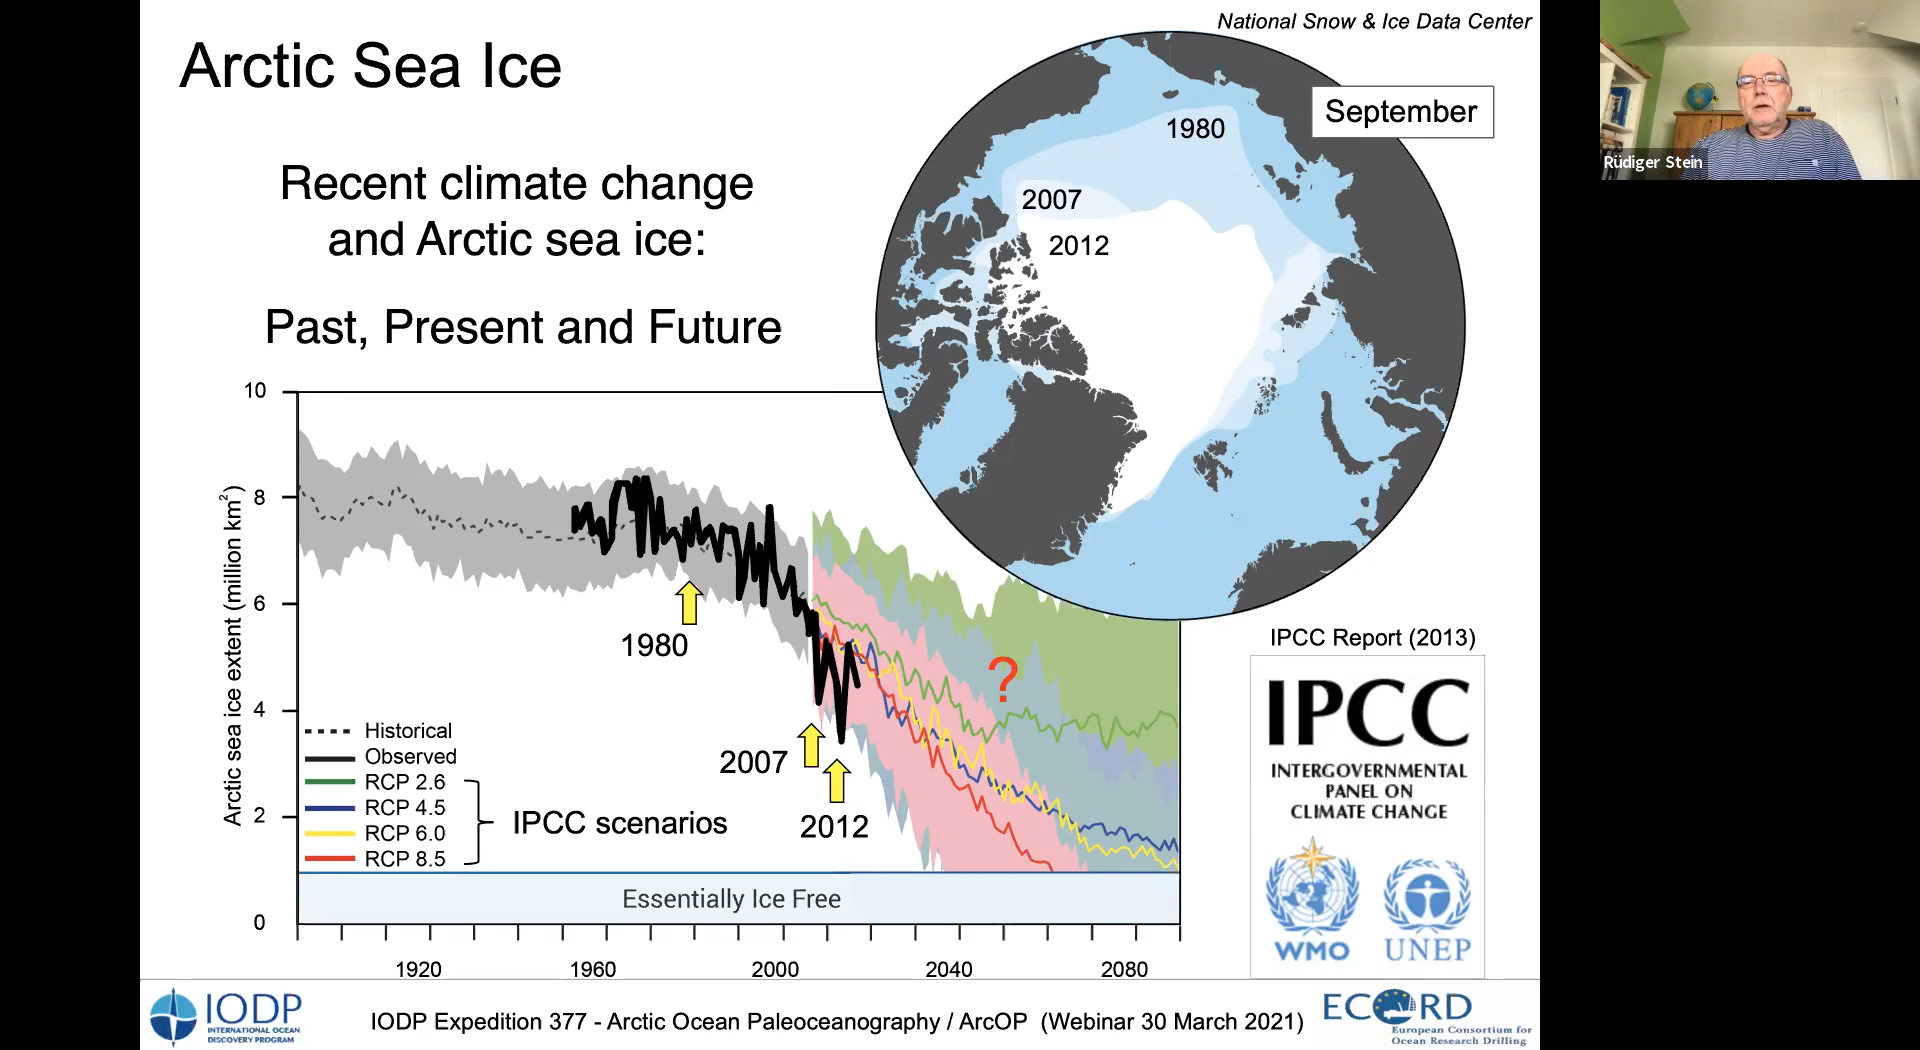 National Snow & Ice Data Center
Arctic Sea Ice
Recent climate change
and Arctic sea ice:
Past, Present and Future
September
1980
2007
2012
Rüdiger Stein
Arctic sea ice extent (million km²)
10
8
6
4
2
0
1980
2007
2012
?
Historical
Observed
RCP 2.6
RCP 4.5
RCP 6.0
RCP 8.5
IPCC scenarios
Essentially Ice Free
1920 1960 2000 2040 2080
IPCC Report (2013)
IPCC
INTERGOVERNMENTAL
PANEL ON
CLIMATE CHANGE
WMO UNEP
IODP
INTERNATIONAL OCEAN
DISCOVERY PROGRAM
IODP Expedition 377 - Arctic Ocean Paleoceanography / ArcOP (Webinar 30 March 2021)
ECORD
European Consortium for
Ocean Research Drilling